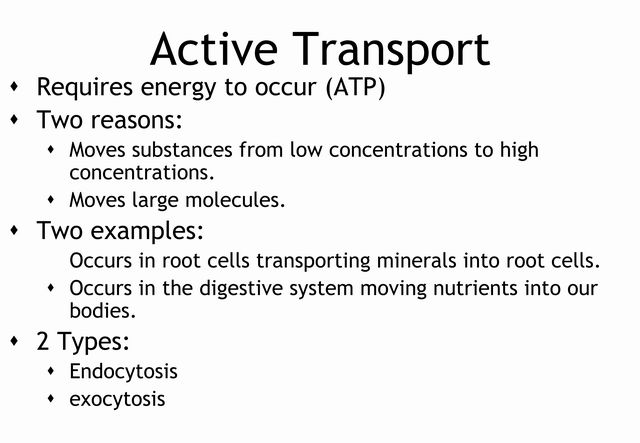 Active Transport
♦ Requires energy to occur (ATP)
♦ Two reasons:
♦ Moves substances from low concentrations to high
concentrations.
♦ Moves large molecules.
♦ Two examples:
Occurs in root cells transporting minerals into root cells.
♦ Occurs in the digestive system moving nutrients into our
bodies.
♦ 2 Types:
♦ Endocytosis
♦ exocytosis